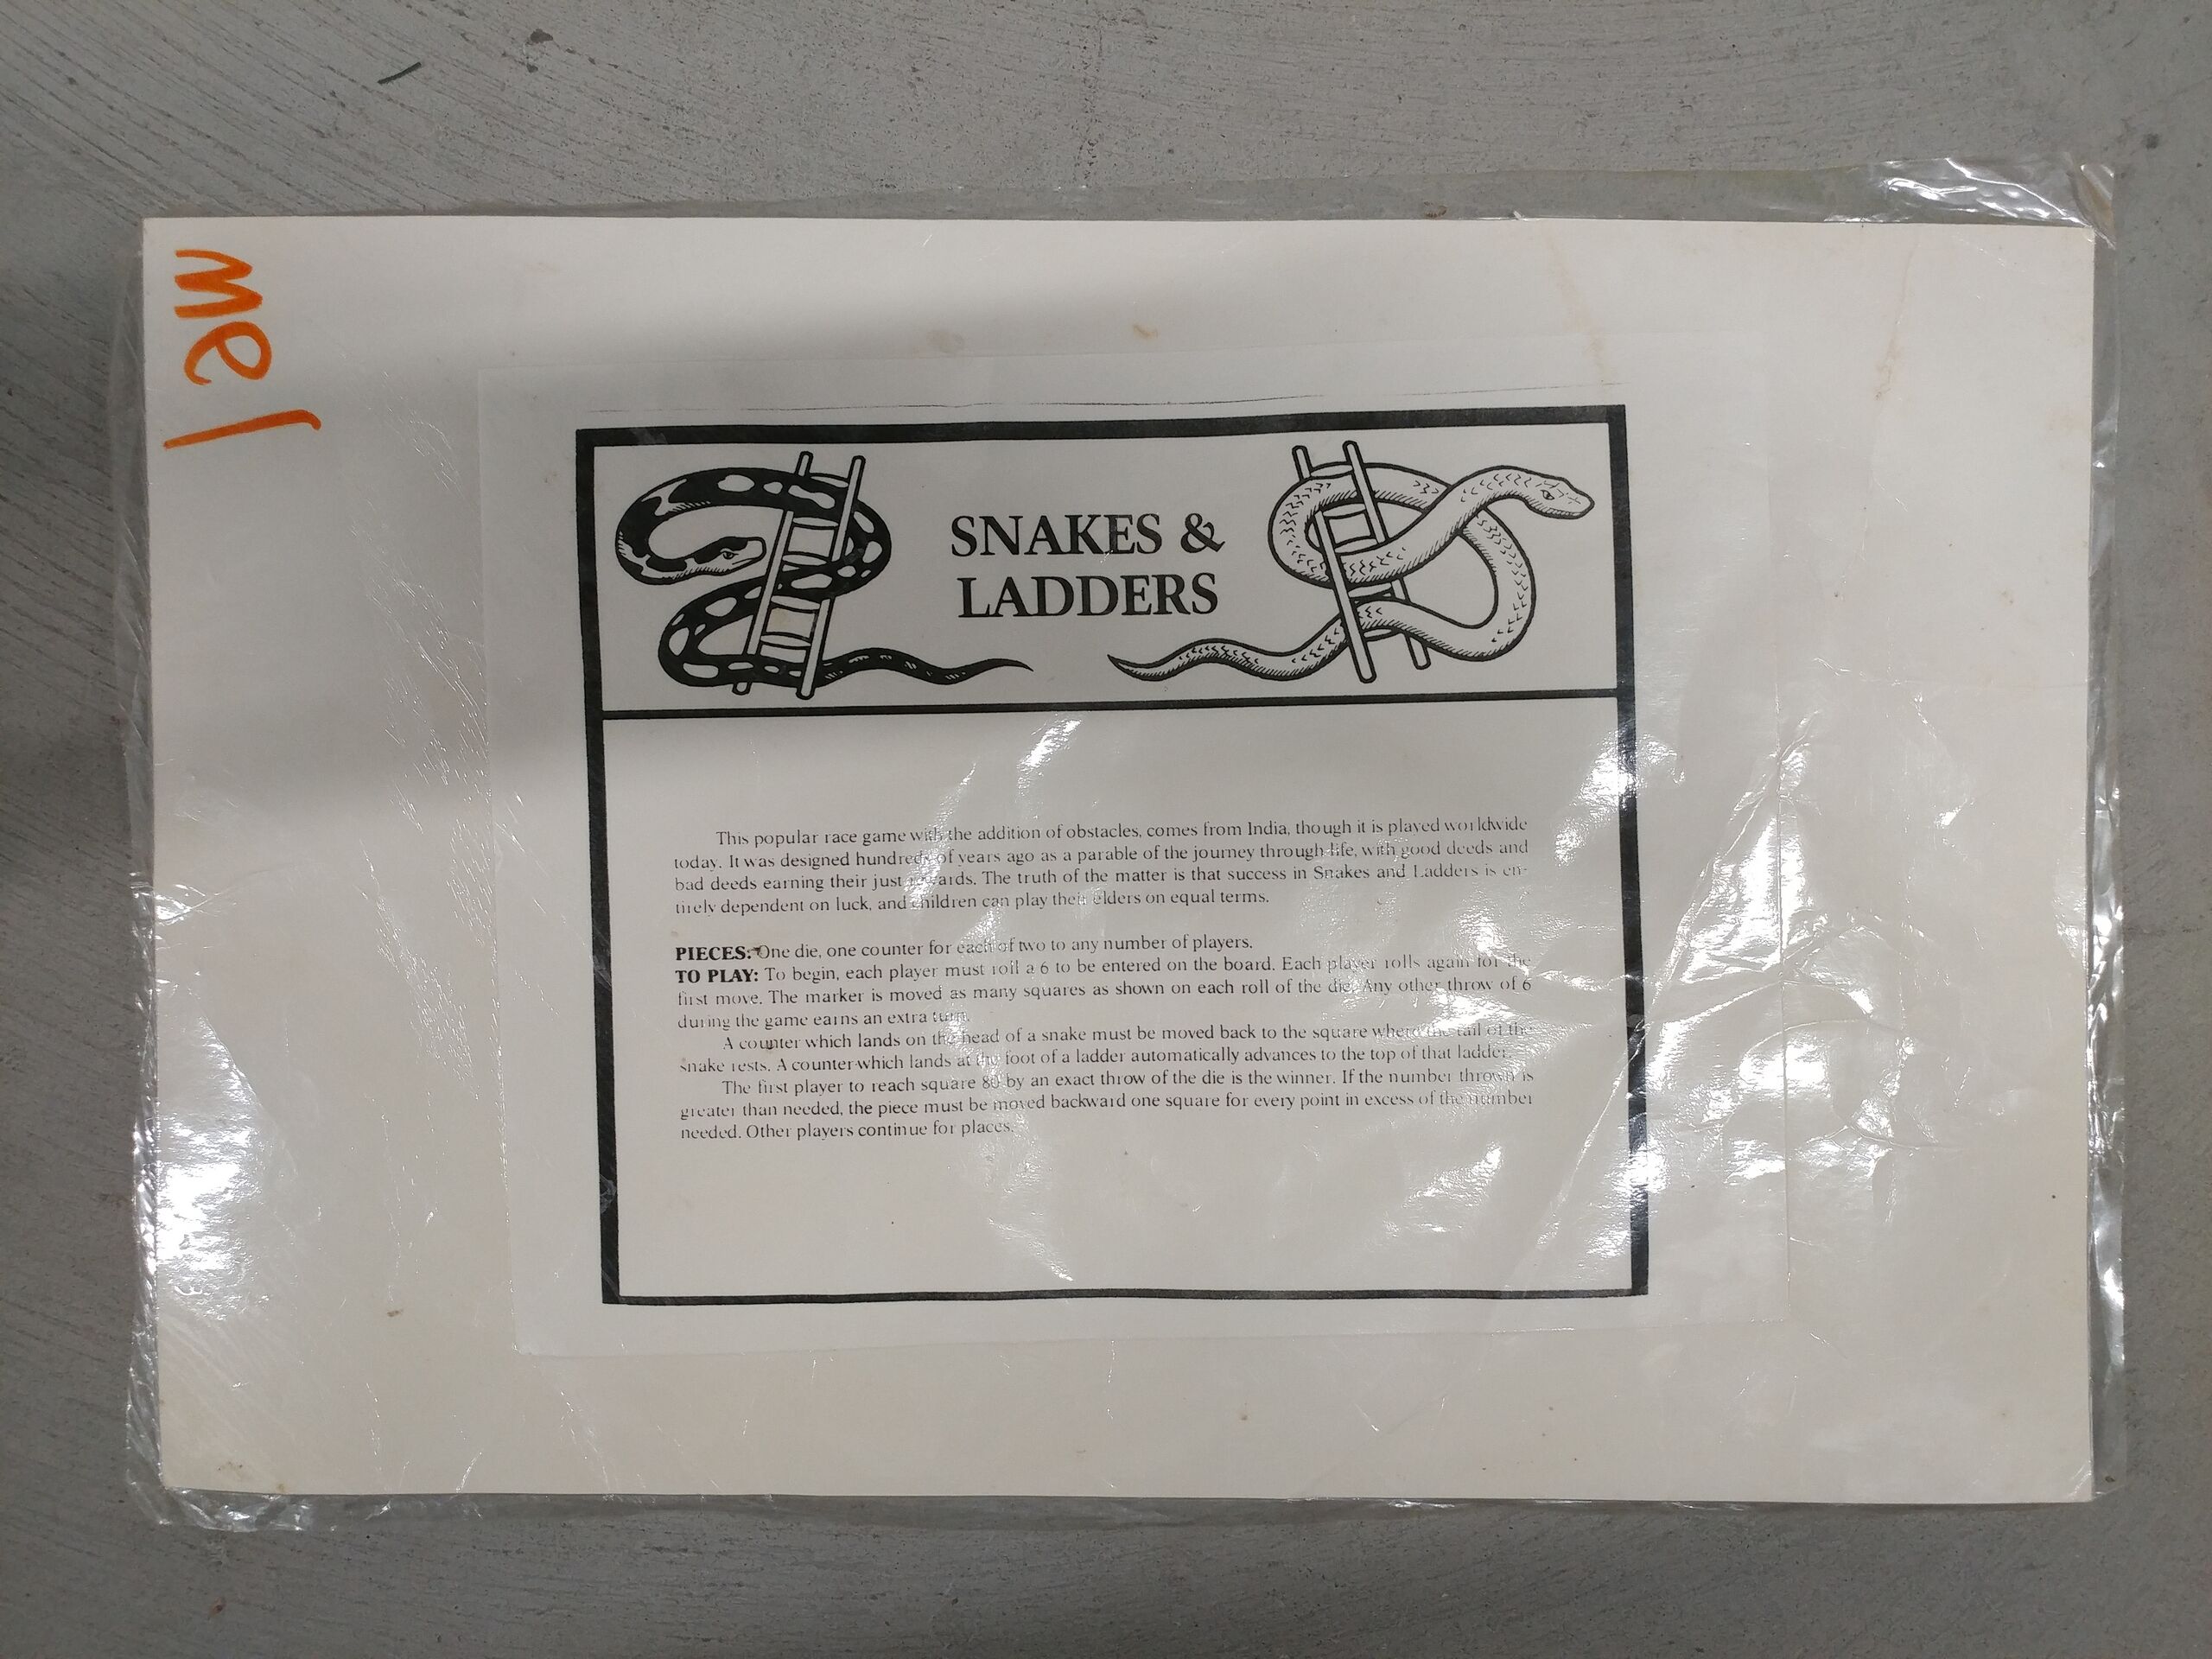 mel
SNAKES &
LADDERS
This popular race game with the addition of obstacles, comes from India, though it is played worldwide
today. It was designed hundreds of years ago as a parable of the journey through life, with good deeds and
bad deeds earning their just rewards. The truth of the matter is that success in Snakes and Ladders is en-
tirely dependent on luck, and children can play their elders on equal terms.
PIECES: One die, one counter for each of two to any number of players.
TO PLAY: To begin, each player must roll a 6 to be entered on the board. Each player rolls again for the
first move. The marker is moved as many squares as shown on each roll of the die. Any other throw of 6
during the game earns an extra turn.
A counter which lands on the head of a snake must be moved back to the square where the tail of the
snake rests. A counter which lands at the foot of a ladder automatically advances to the top of that ladder.
The first player to reach square 80 by an exact throw of the die is the winner. If the number thrown is
greater than needed, the piece must be moved backward one square for every point in excess of the number
needed. Other players continue for places.